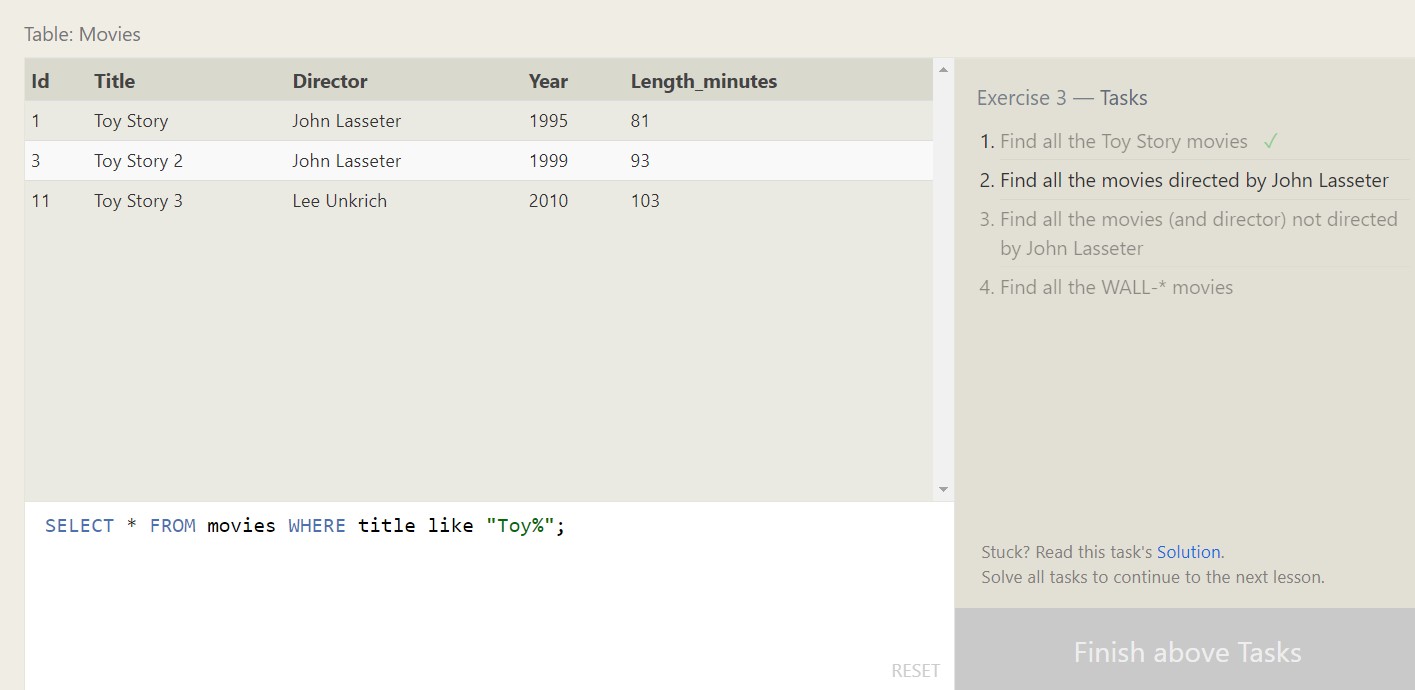 Table: Movies
Id Title Director Year Length_minutes
1 Toy Story John Lasseter 1995 81
3 Toy Story 2 John Lasseter 1999 93
11 Toy Story 3 Lee Unkrich 2010 103
SELECT * FROM movies WHERE title like "Toy%";
RESET
Exercise 3 — Tasks
1. Find all the Toy Story movies ✓
2. Find all the movies directed by John Lasseter
3. Find all the movies (and director) not directed
by John Lasseter
4. Find all the WALL-* movies
Stuck? Read this task's Solution.
Solve all tasks to continue to the next lesson.
Finish above Tasks